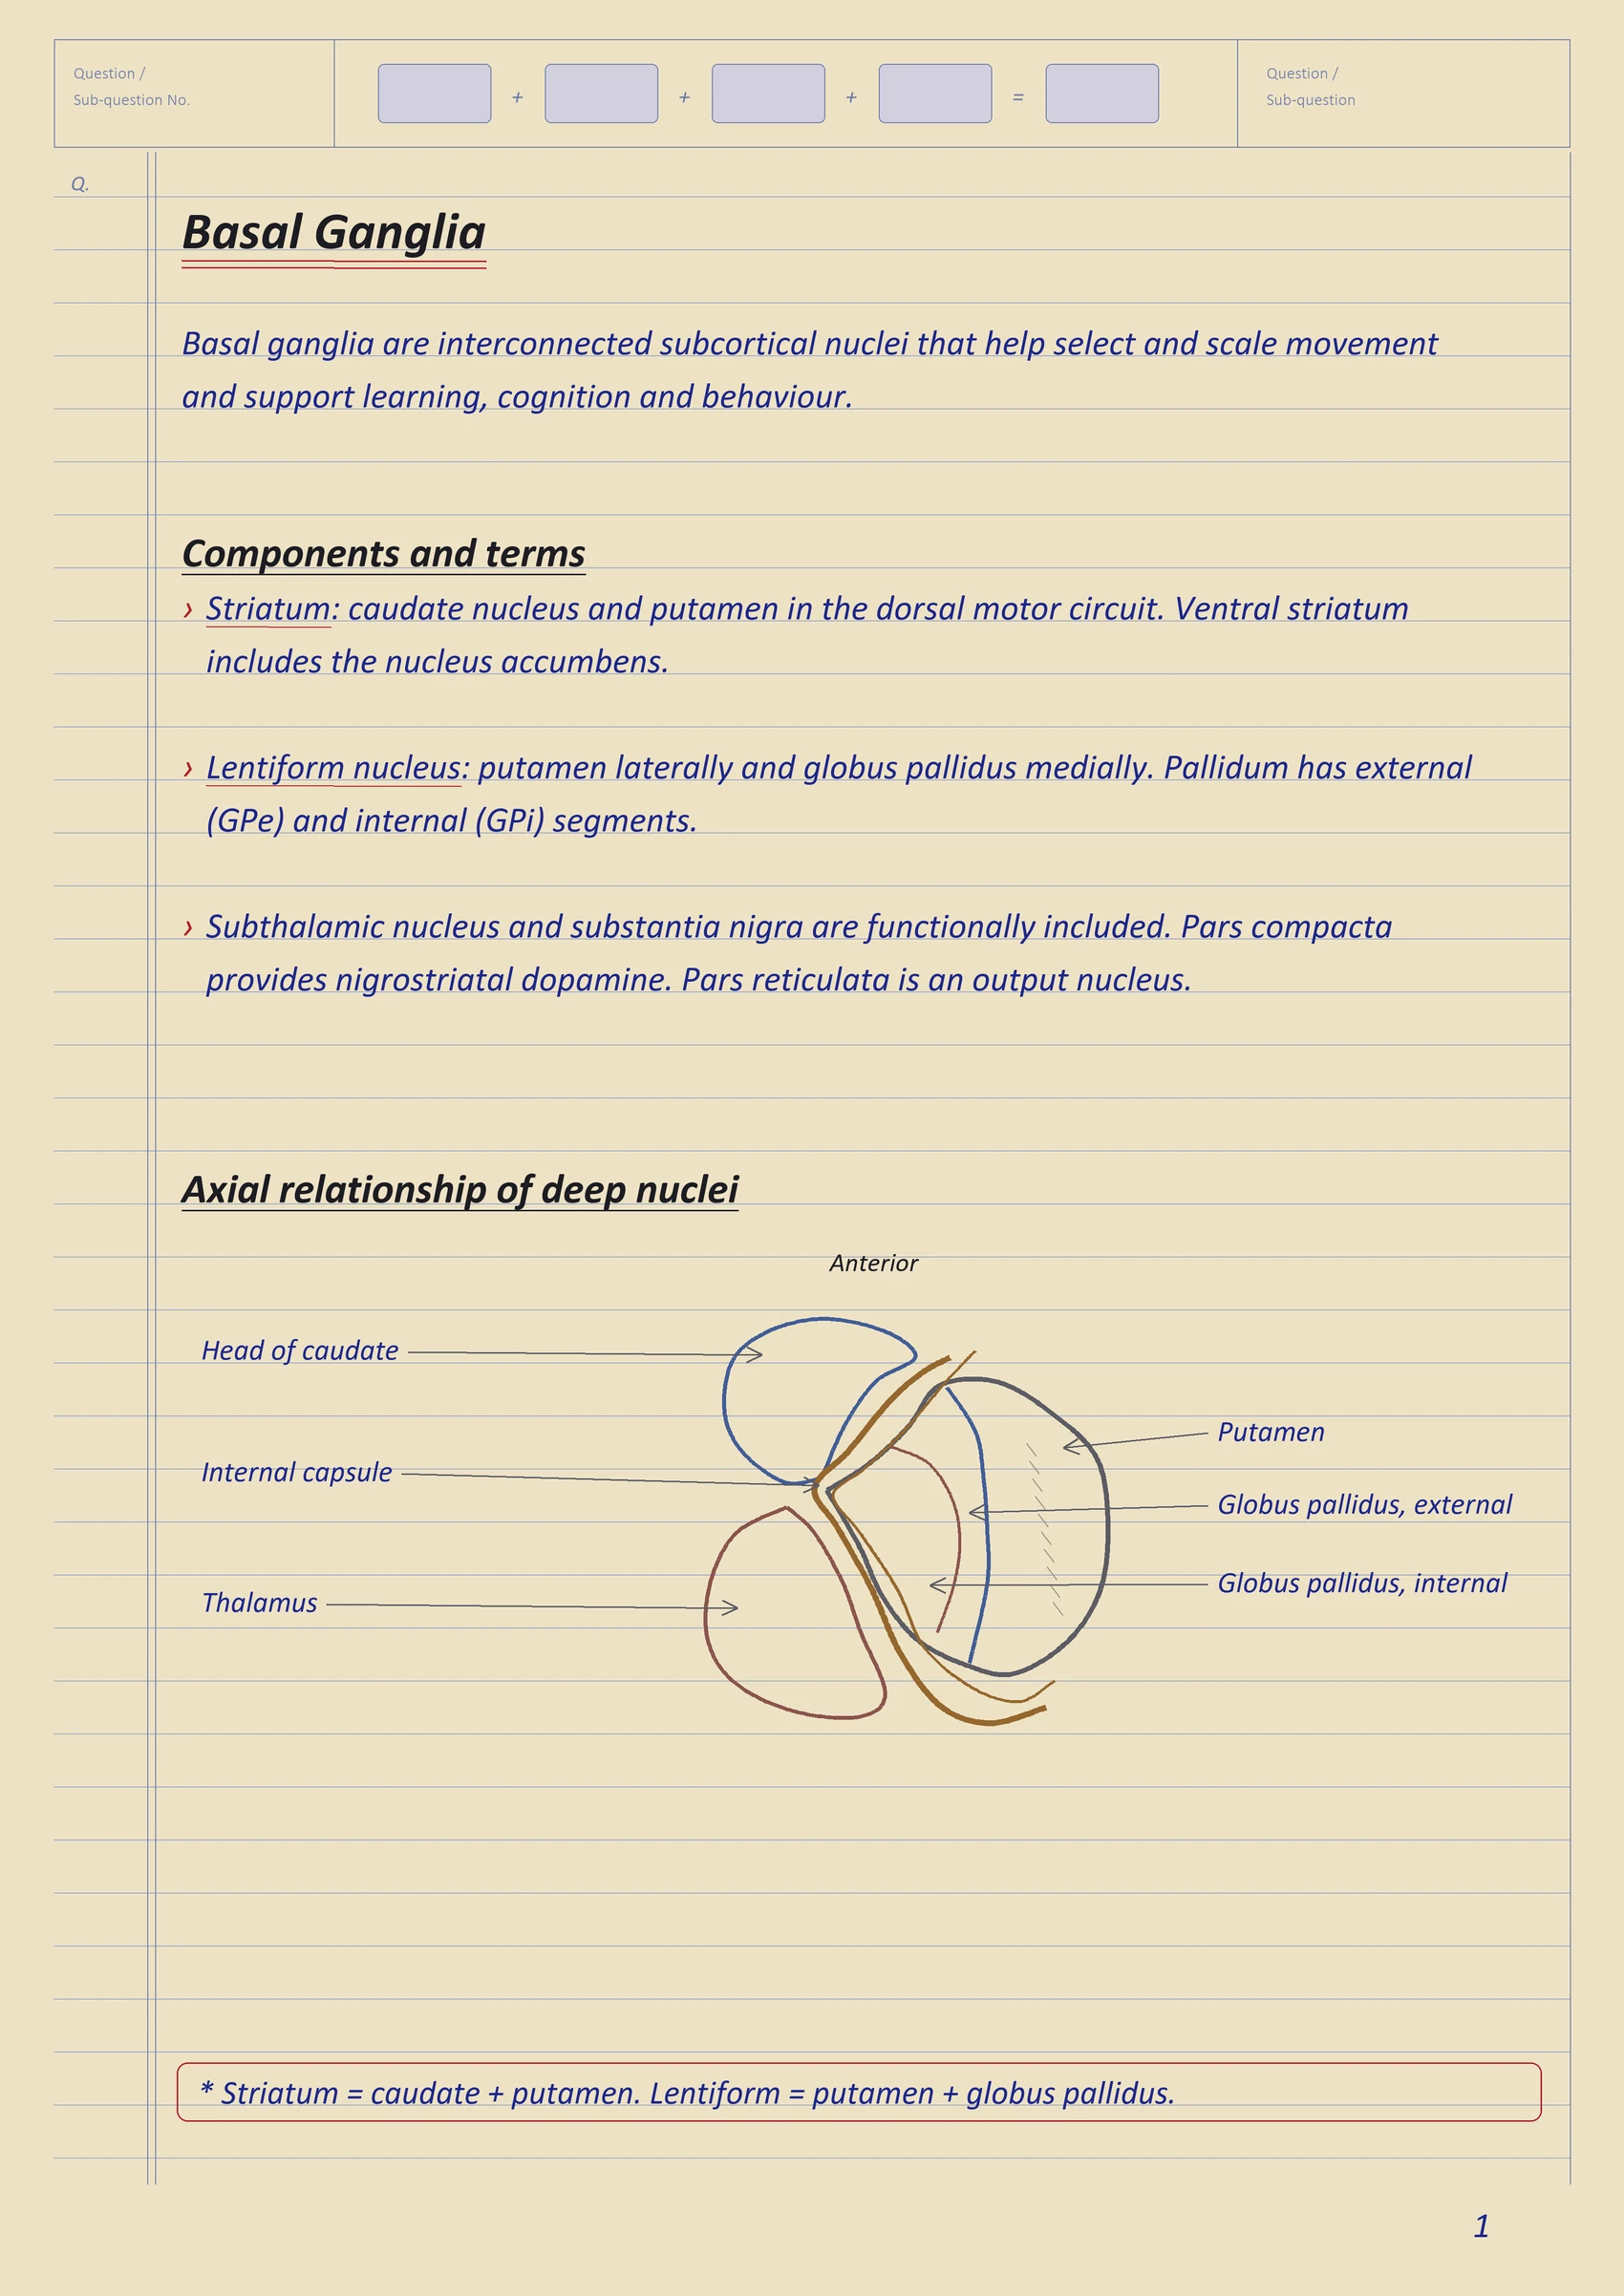 Question /
Sub-question No.
+ + + =
Question /
Sub-question
Q.
Basal Ganglia
Basal ganglia are interconnected subcortical nuclei that help select and scale movement
and support learning, cognition and behaviour.
Components and terms
› Striatum: caudate nucleus and putamen in the dorsal motor circuit. Ventral striatum
includes the nucleus accumbens.
› Lentiform nucleus: putamen laterally and globus pallidus medially. Pallidum has external
(GPe) and internal (GPi) segments.
› Subthalamic nucleus and substantia nigra are functionally included. Pars compacta
provides nigrostriatal dopamine. Pars reticulata is an output nucleus.
Axial relationship of deep nuclei
Anterior
Head of caudate
Putamen
Internal capsule
Globus pallidus, external
Globus pallidus, internal
Thalamus
* Striatum = caudate + putamen. Lentiform = putamen + globus pallidus.
1